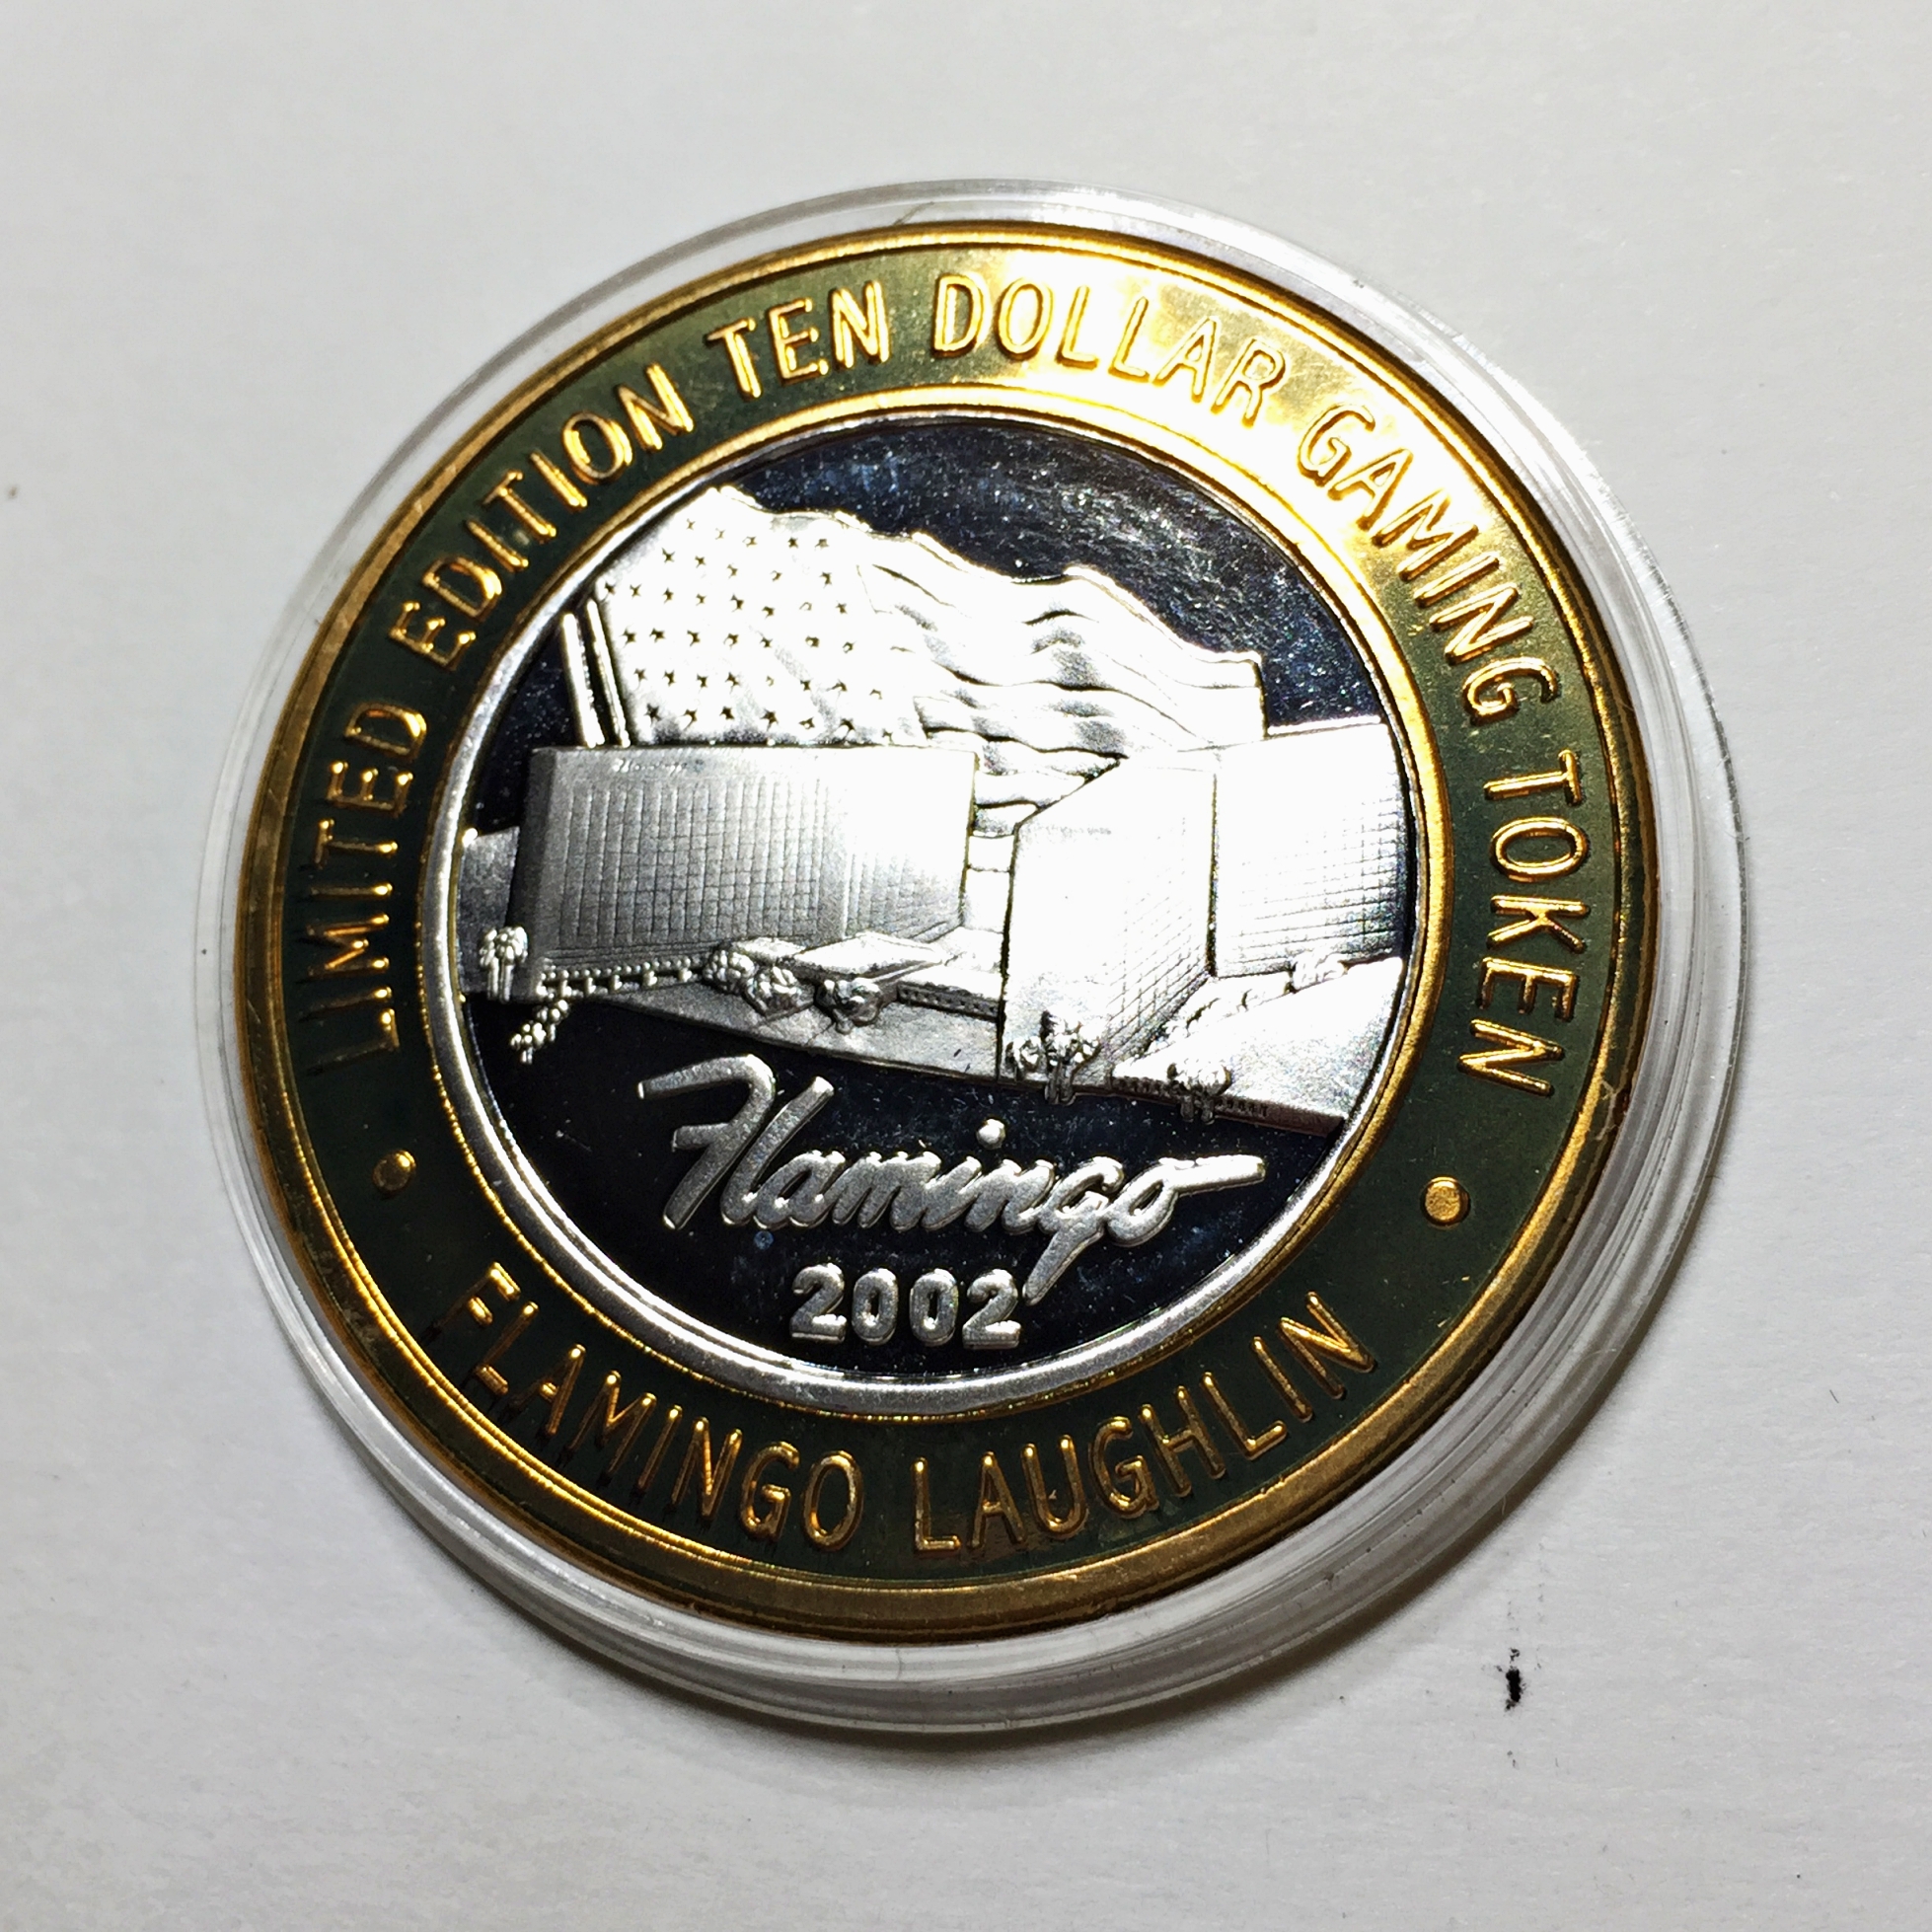 LIMITED EDITION TEN DOLLAR GAMING TOKEN
Flamingo
2002
FLAMINGO LAUGHLIN